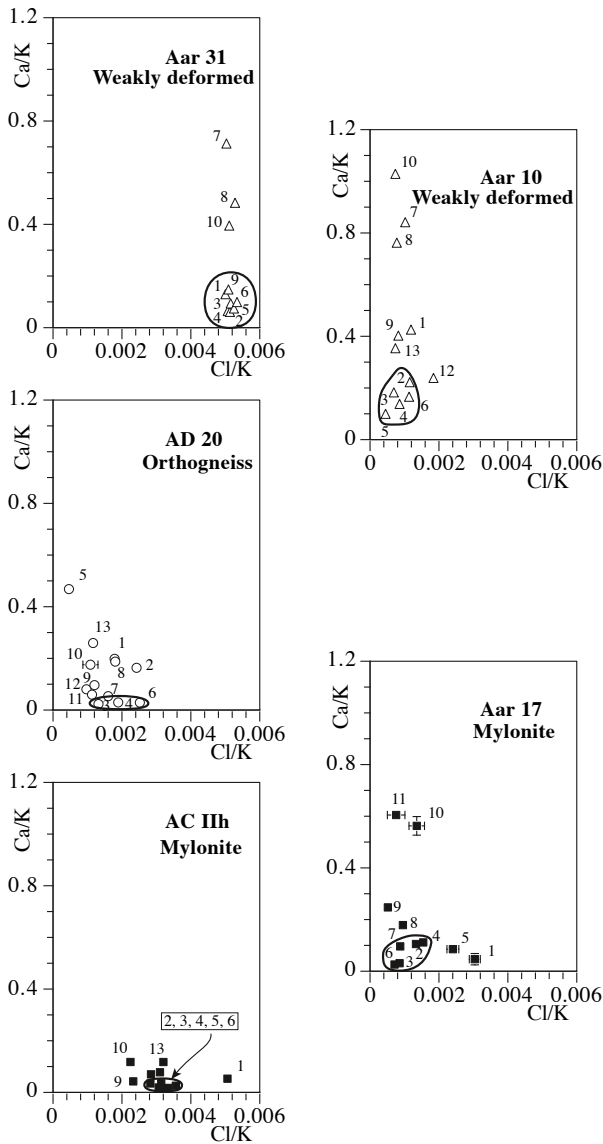 1.2
Ca/K
Aar 31
Weakly deformed
0.8
7
8
0.4
10
1 9
3 6
4 5
2
0
0 0.002 0.004 0.006
Cl/K
1.2
Ca/K
10
Aar 10
Weakly deformed
7
0.8
8
0.4
9 1
13
12
2
3
4 6
5
0
0 0.002 0.004 0.006
Cl/K
1.2
Ca/K
AD 20
Orthogneiss
0.8
5
0.4
13
1
10
2
8
9
12 7 6
11
3 4
0
0 0.002 0.004 0.006
Cl/K
1.2
Ca/K
Aar 17
Mylonite
0.8
11
10
0.4
9
8
7 4
5
2 1
6
3
0
0 0.002 0.004 0.006
Cl/K
1.2
Ca/K
AC IIh
Mylonite
0.8
0.4
2, 3, 4, 5, 6
10 13
1
9
0
0 0.002 0.004 0.006
Cl/K